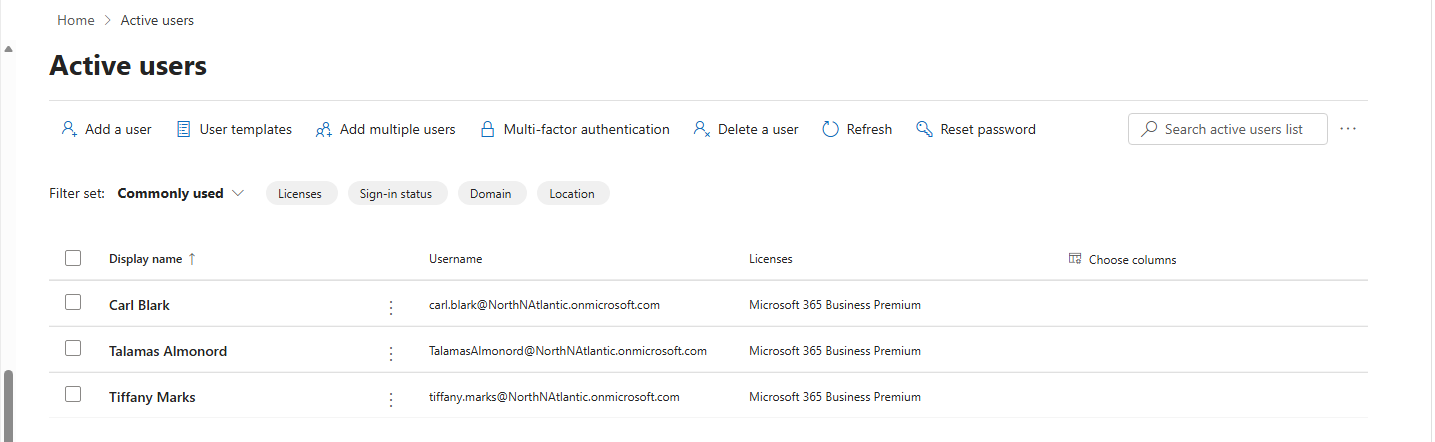 Home > Active users
Active users
Add a user User templates Add multiple users Multi-factor authentication Delete a user Refresh Reset password Search active users list ...
Filter set: Commonly used Licenses Sign-in status Domain Location
Display name ↑ Username Licenses Choose columns
Carl Blark carl.blark@NorthNAtlantic.onmicrosoft.com Microsoft 365 Business Premium
Talamas Almonord TalamasAlmonord@NorthNAtlantic.onmicrosoft.com Microsoft 365 Business Premium
Tiffany Marks tiffany.marks@NorthNAtlantic.onmicrosoft.com Microsoft 365 Business Premium